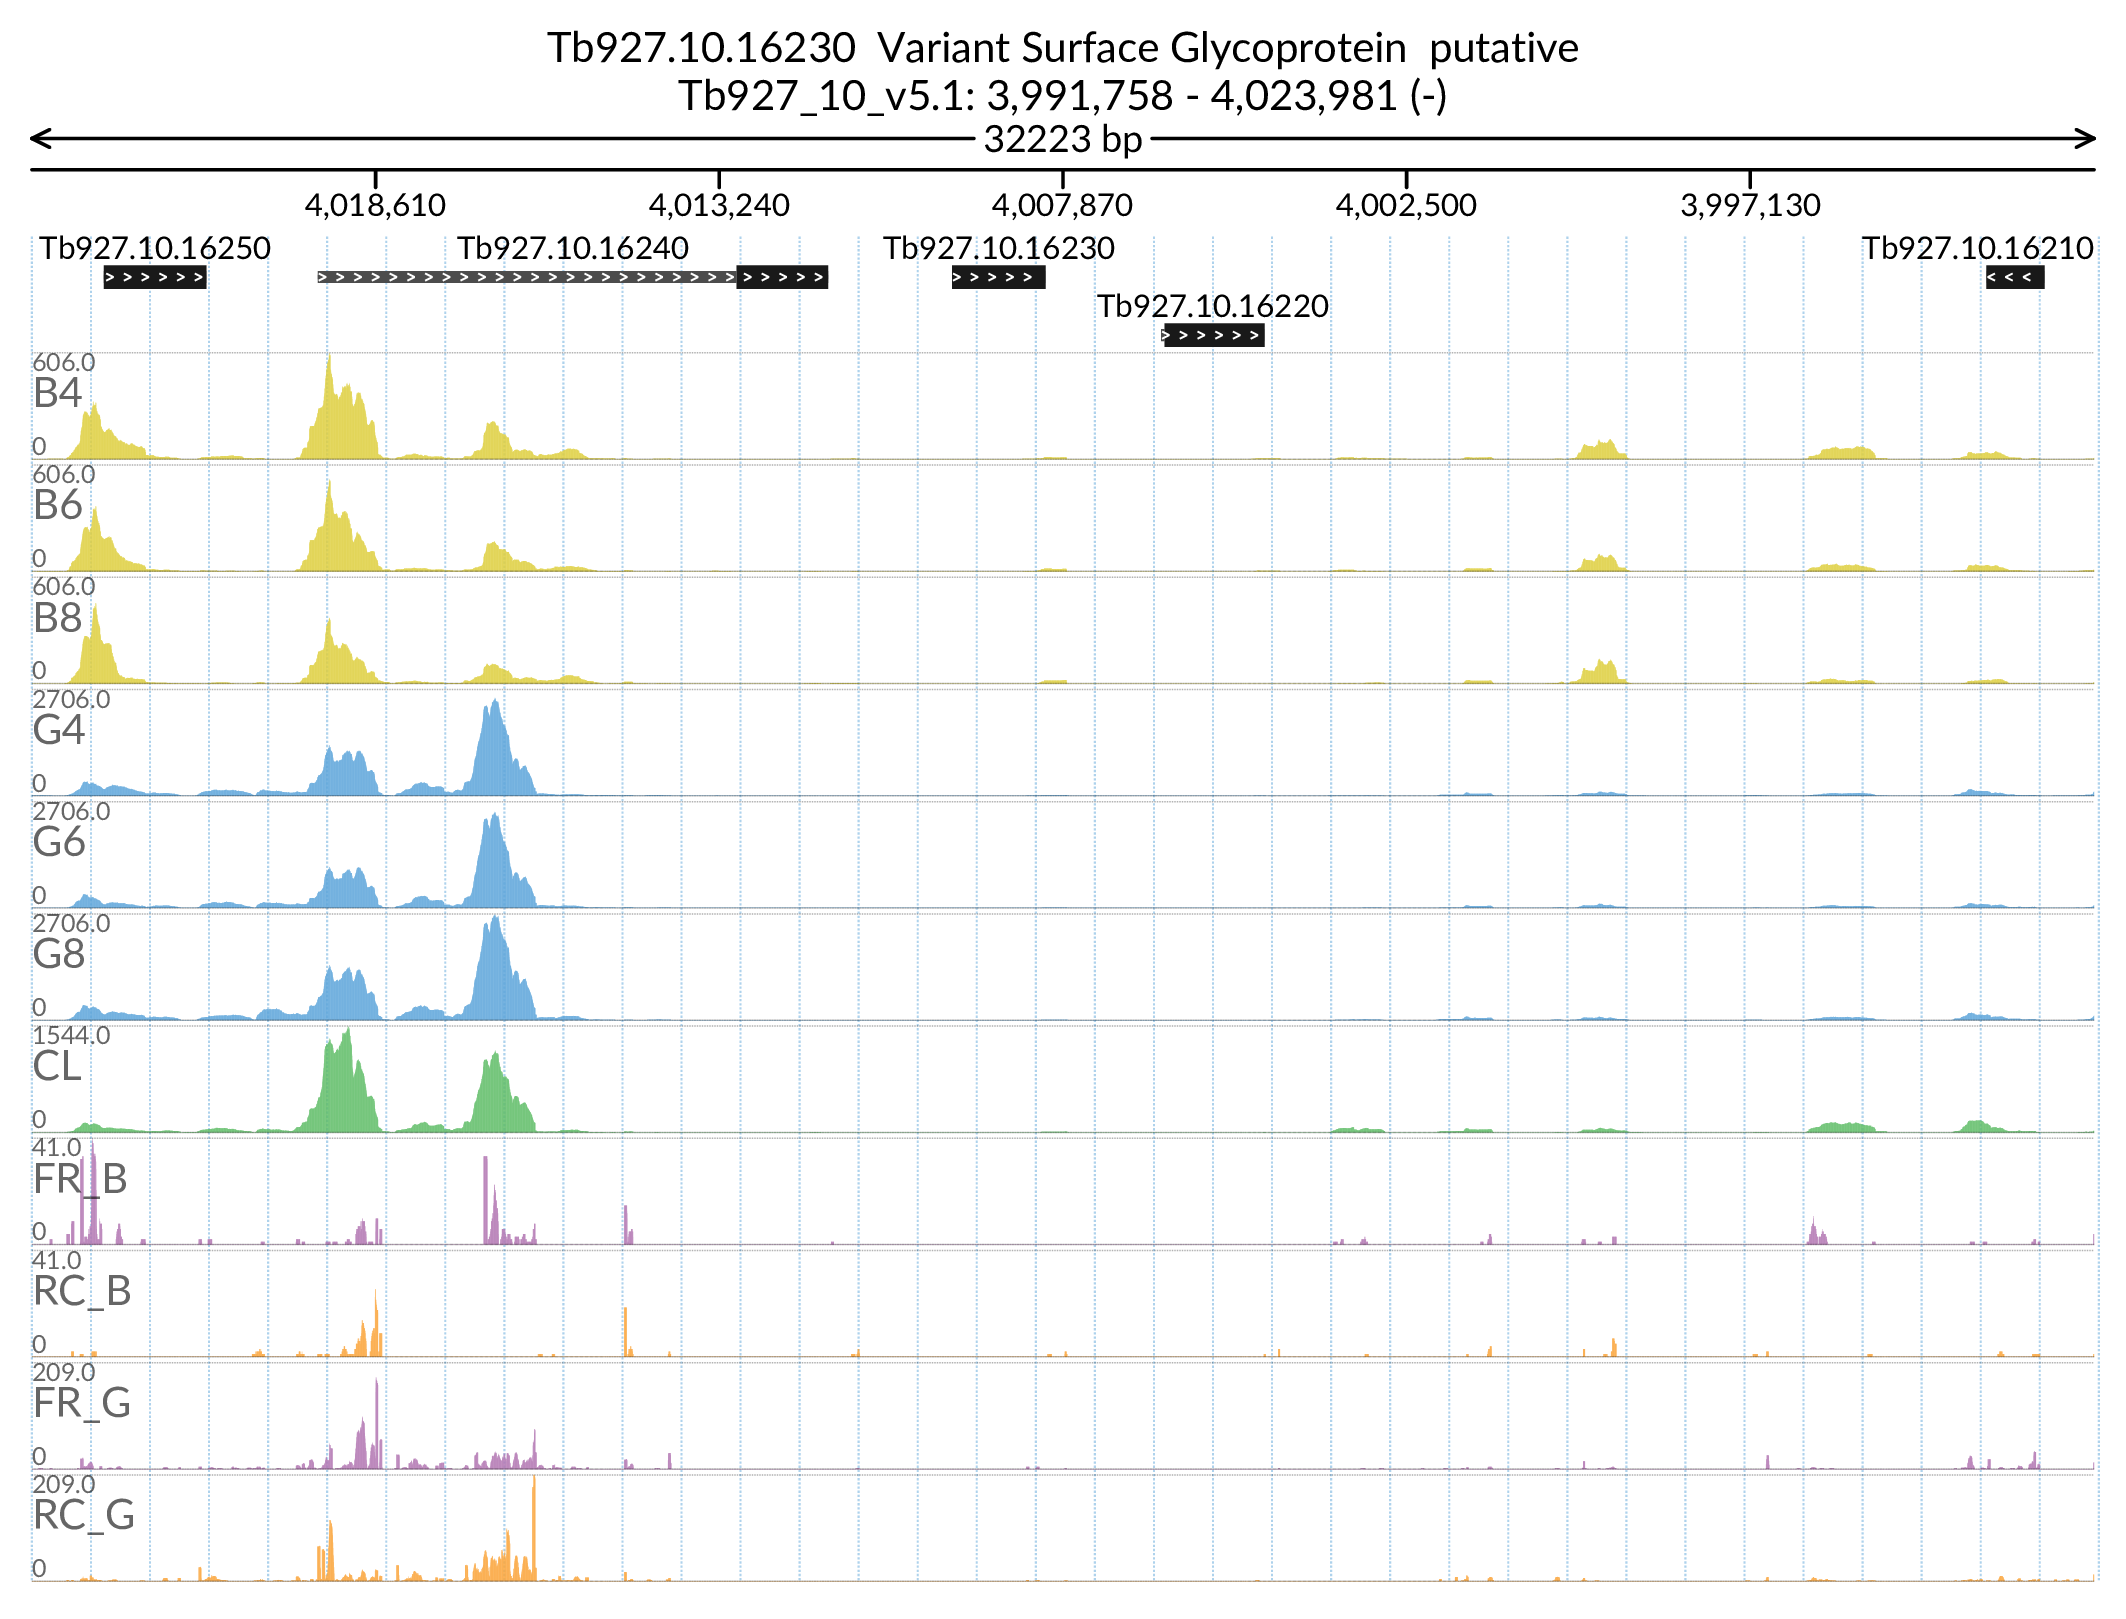 Tb927.10.16230  Variant Surface Glycoprotein  putative
Tb927_10_v5.1: 3,991,758 - 4,023,981 (-)
32223 bp
4,018,610 4,013,240 4,007,870 4,002,500 3,997,130
Tb927.10.16250 Tb927.10.16240 Tb927.10.16230 Tb927.10.16210
Tb927.10.16220
606.0
B4
0
606.0
B6
0
606.0
B8
0
2706.0
G4
0
2706.0
G6
0
2706.0
G8
0
1544.0
CL
0
41.0
FR_B
0
41.0
RC_B
0
209.0
FR_G
0
209.0
RC_G
0